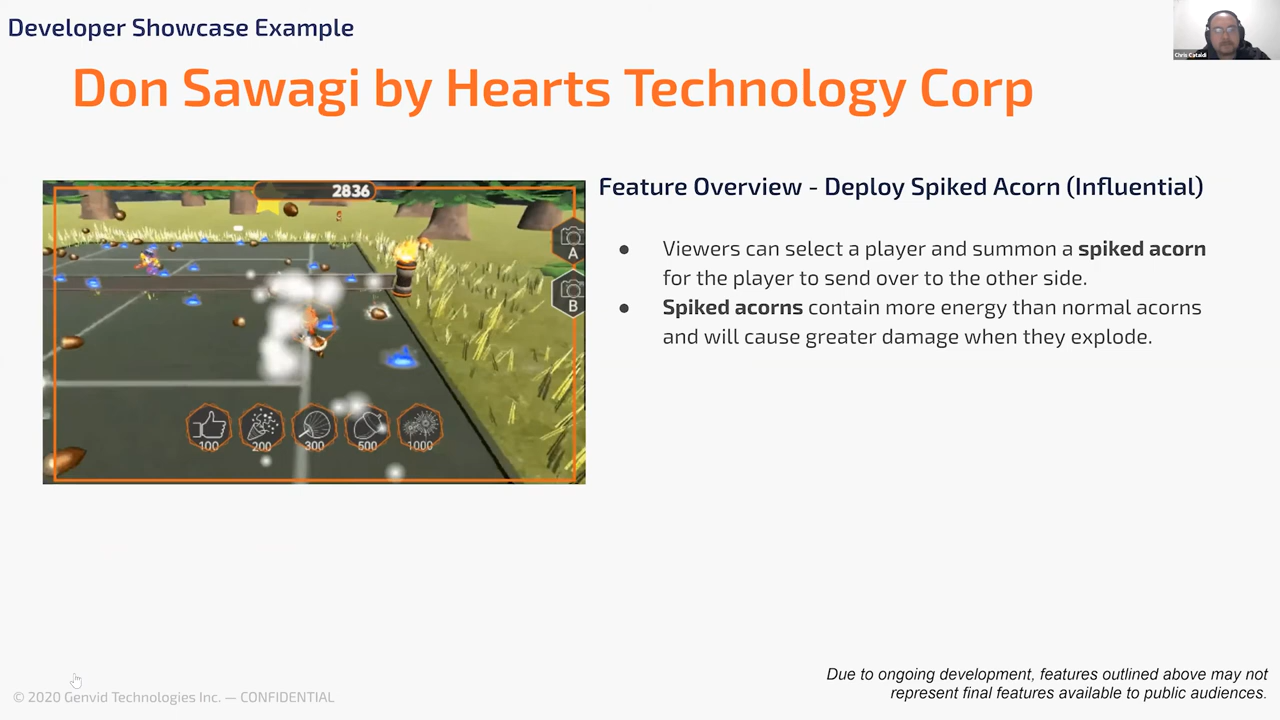 Developer Showcase Example
Chris Cataldi
Don Sawagi by Hearts Technology Corp
2836
A
B
100
200
300
500
1000
Feature Overview - Deploy Spiked Acorn (Influential)
● Viewers can select a player and summon a spiked acorn
for the player to send over to the other side.
● Spiked acorns contain more energy than normal acorns
and will cause greater damage when they explode.
Due to ongoing development, features outlined above may not
represent final features available to public audiences.
© 2020 Genvid Technologies Inc. — CONFIDENTIAL